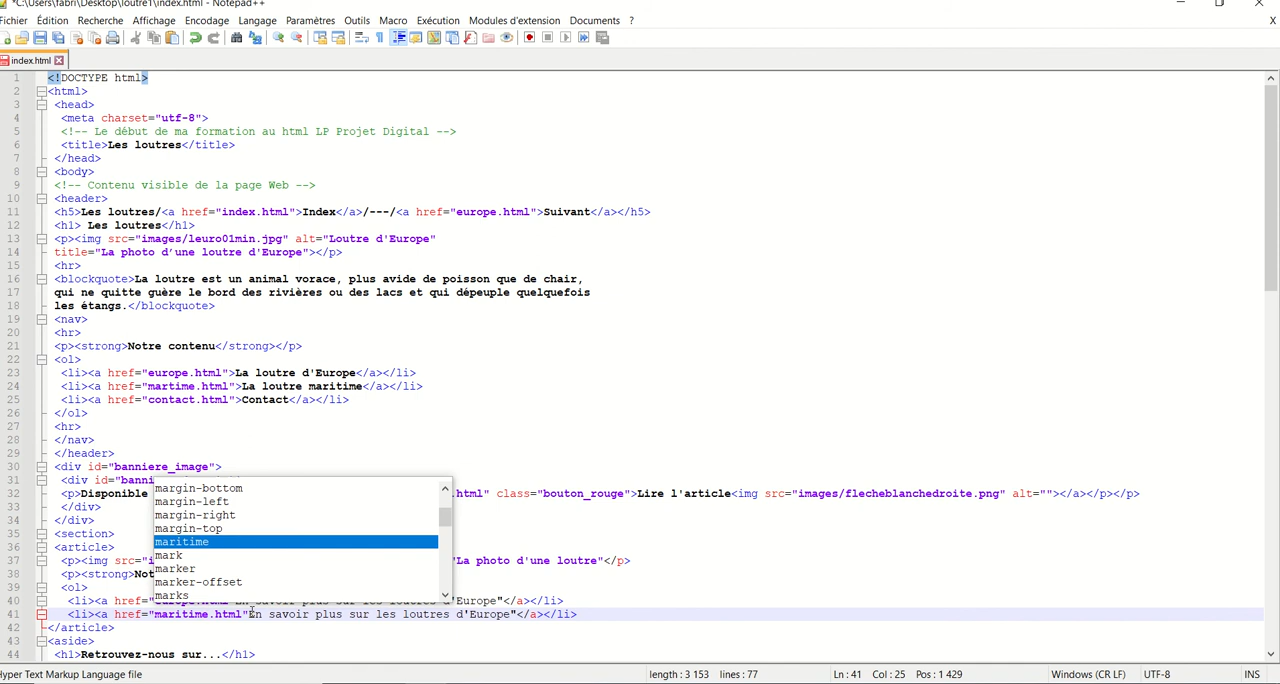 *C:\Users\fabri\Desktop\loutre1\index.html - Notepad++
Fichier Édition Recherche Affichage Encodage Langage Paramètres Outils Macro Exécution Modules d'extension Documents ? X
index.html
1 <!DOCTYPE html>
2 <html>
3 <head>
4 <meta charset="utf-8">
5 <!-- Le début de ma formation au html LP Projet Digital -->
6 <title>Les loutres</title>
7 </head>
8 <body>
9 <!-- Contenu visible de la page Web -->
10 <header>
11 <h5>Les loutres/<a href="index.html">Index</a>/---/<a href="europe.html">Suivant</a></h5>
12 <h1> Les loutres</h1>
13 <p><img src="images/leuro01min.jpg" alt="Loutre d'Europe"
14 title="La photo d'une loutre d'Europe"></p>
15 <hr>
16 <blockquote>La loutre est un animal vorace, plus avide de poisson que de chair,
17 qui ne quitte guère le bord des rivières ou des lacs et qui dépeuple quelquefois
18 les étangs.</blockquote>
19 <nav>
20 <hr>
21 <p><strong>Notre contenu</strong></p>
22 <ol>
23 <li><a href="europe.html">La loutre d'Europe</a></li>
24 <li><a href="martime.html">La loutre maritime</a></li>
25 <li><a href="contact.html">Contact</a></li>
26 </ol>
27 <hr>
28 </nav>
29 </header>
30 <div id="banniere_image">
31 <div id="banni
32 <p>Disponible .html" class="bouton_rouge">Lire l'article<img src="images/flecheblanchedroite.png" alt=""></a></p></p>
33 </div>
34 </div>
35 <section>
36 <article>
37 <p><img src="i "La photo d'une loutre"</p>
38 <p><strong>Not
39 <ol>
40 <li><a href="europe.html"En savoir plus sur les loutres d'Europe"</a></li>
41 <li><a href="maritime.html"En savoir plus sur les loutres d'Europe"</a></li>
42 </article>
43 <aside>
44 <h1>Retrouvez-nous sur...</h1>
margin-bottom
margin-left
margin-right
margin-top
maritime
mark
marker
marker-offset
marks
Hyper Text Markup Language file length : 3 153 lines : 77 Ln : 41 Col : 25 Pos : 1 429 Windows (CR LF) UTF-8 INS